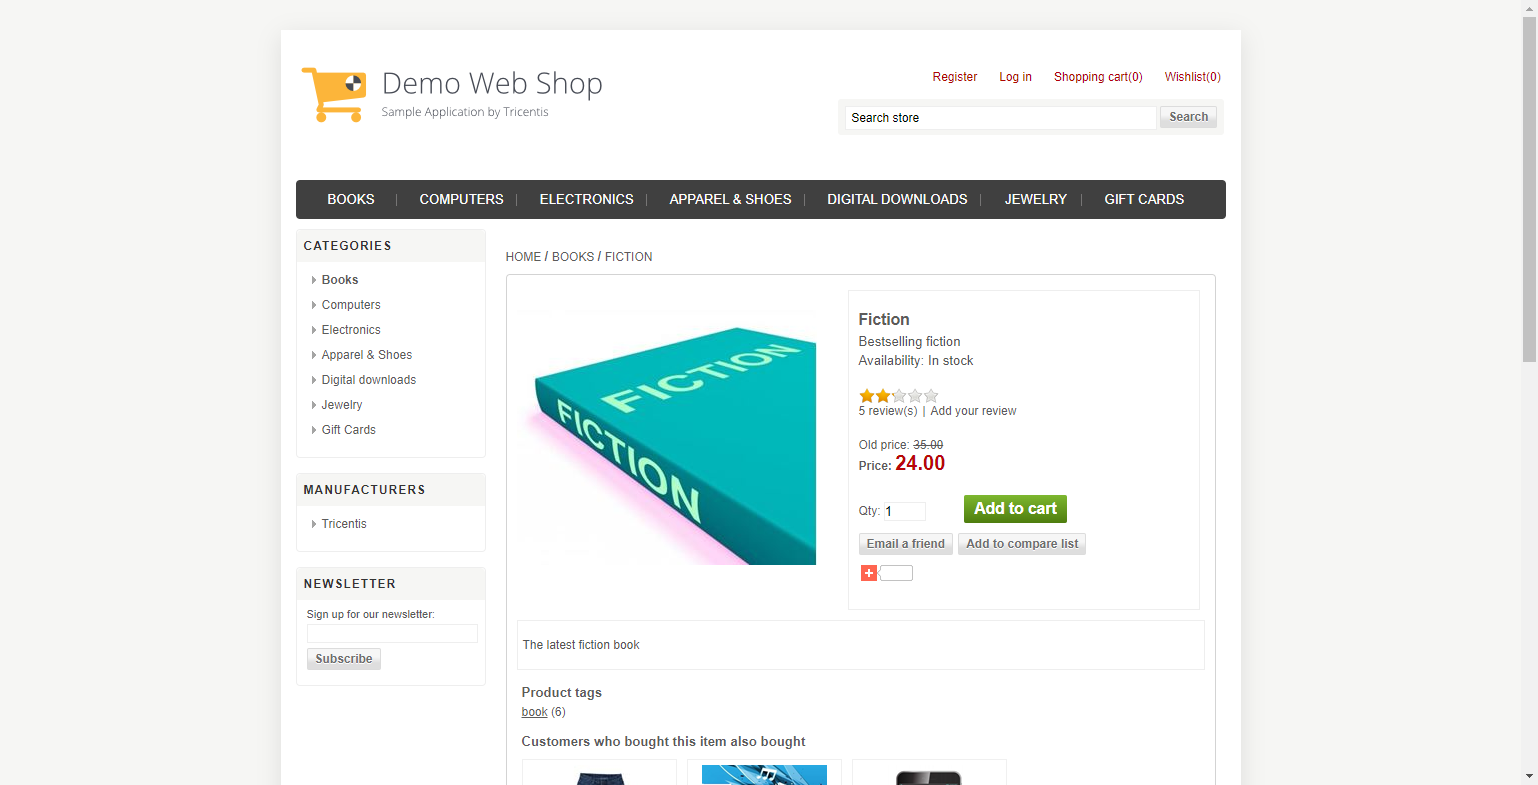 Demo Web Shop
Sample Application by Tricentis
Register Log in Shopping cart(0) Wishlist(0)
Search store Search
BOOKS COMPUTERS ELECTRONICS APPAREL & SHOES DIGITAL DOWNLOADS JEWELRY GIFT CARDS
CATEGORIES
Books
Computers
Electronics
Apparel & Shoes
Digital downloads
Jewelry
Gift Cards
MANUFACTURERS
Tricentis
NEWSLETTER
Sign up for our newsletter:
Subscribe
HOME / BOOKS / FICTION
FICTION
FICTION
Fiction
Bestselling fiction
Availability: In stock
5 review(s) | Add your review
Old price: 35.00
Price: 24.00
Qty: 1 Add to cart
Email a friend Add to compare list
The latest fiction book
Product tags
book (6)
Customers who bought this item also bought